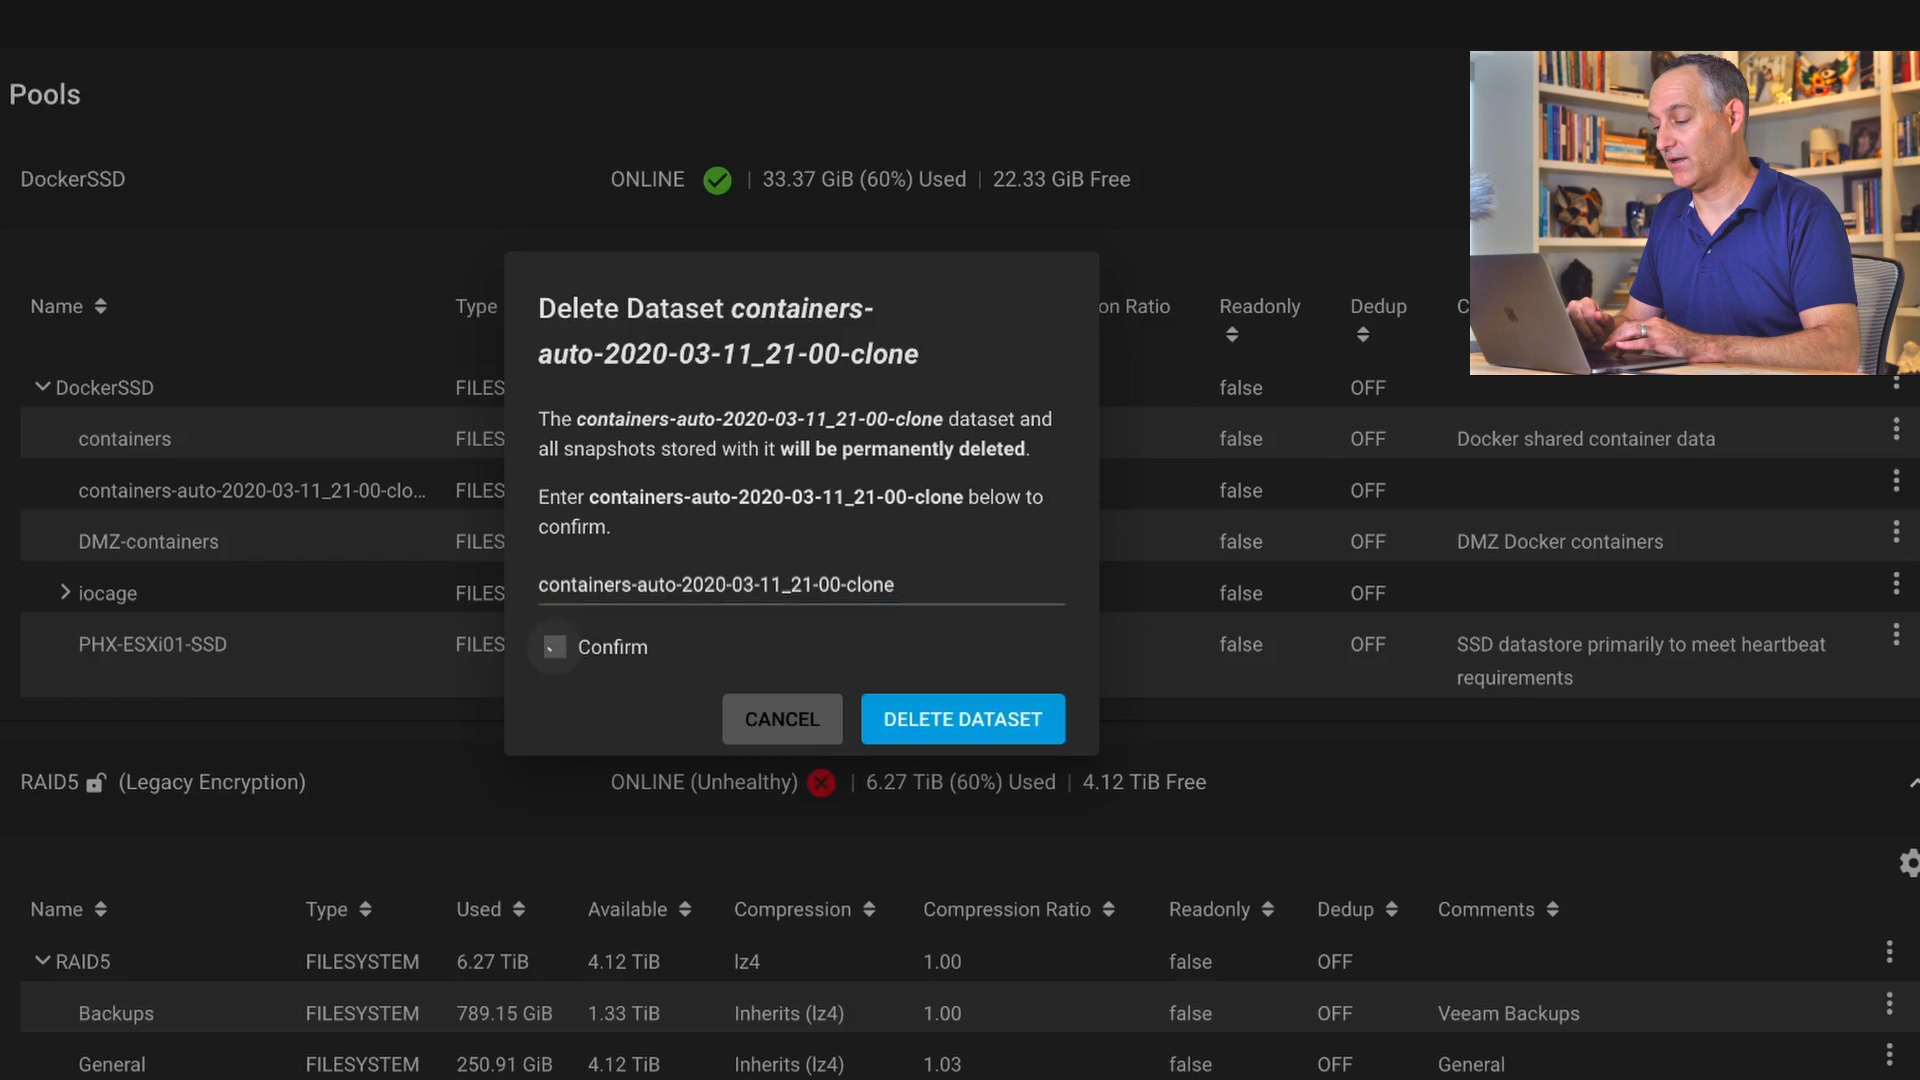 Pools
DockerSSD ONLINE | 33.37 GiB (60%) Used | 22.33 GiB Free
Name Type on Ratio Readonly Dedup C
DockerSSD FILES false OFF
containers FILES false OFF Docker shared container data
containers-auto-2020-03-11_21-00-clo... FILES false OFF
DMZ-containers FILES false OFF DMZ Docker containers
iocage FILES false OFF
PHX-ESXi01-SSD FILES false OFF SSD datastore primarily to meet heartbeat
requirements
Delete Dataset containers-
auto-2020-03-11_21-00-clone
The containers-auto-2020-03-11_21-00-clone dataset and
all snapshots stored with it will be permanently deleted.
Enter containers-auto-2020-03-11_21-00-clone below to
confirm.
containers-auto-2020-03-11_21-00-clone
Confirm
CANCEL DELETE DATASET
RAID5 (Legacy Encryption) ONLINE (Unhealthy) | 6.27 TiB (60%) Used | 4.12 TiB Free
Name Type Used Available Compression Compression Ratio Readonly Dedup Comments
RAID5 FILESYSTEM 6.27 TiB 4.12 TiB lz4 1.00 false OFF
Backups FILESYSTEM 789.15 GiB 1.33 TiB Inherits (lz4) 1.00 false OFF Veeam Backups
General FILESYSTEM 250.91 GiB 4.12 TiB Inherits (lz4) 1.03 false OFF General